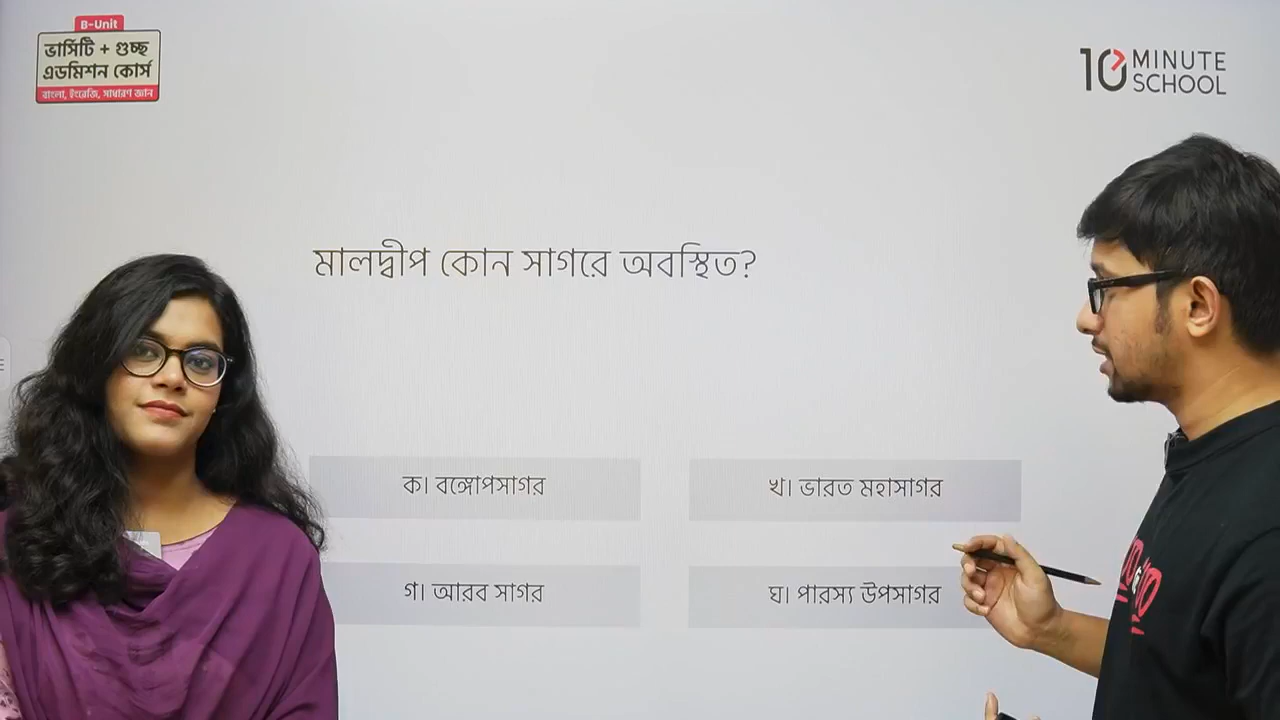 B-Unit
ভার্সিটি + গুচ্ছ
এডমিশন কোর্স
বাংলা, ইংরেজি, সাধারণ জ্ঞান
10 MINUTE
SCHOOL
মালদ্বীপ কোন সাগরে অবস্থিত?
ক। বঙ্গোপসাগর
খ। ভারত মহাসাগর
গ। আরব সাগর
ঘ। পারস্য উপসাগর